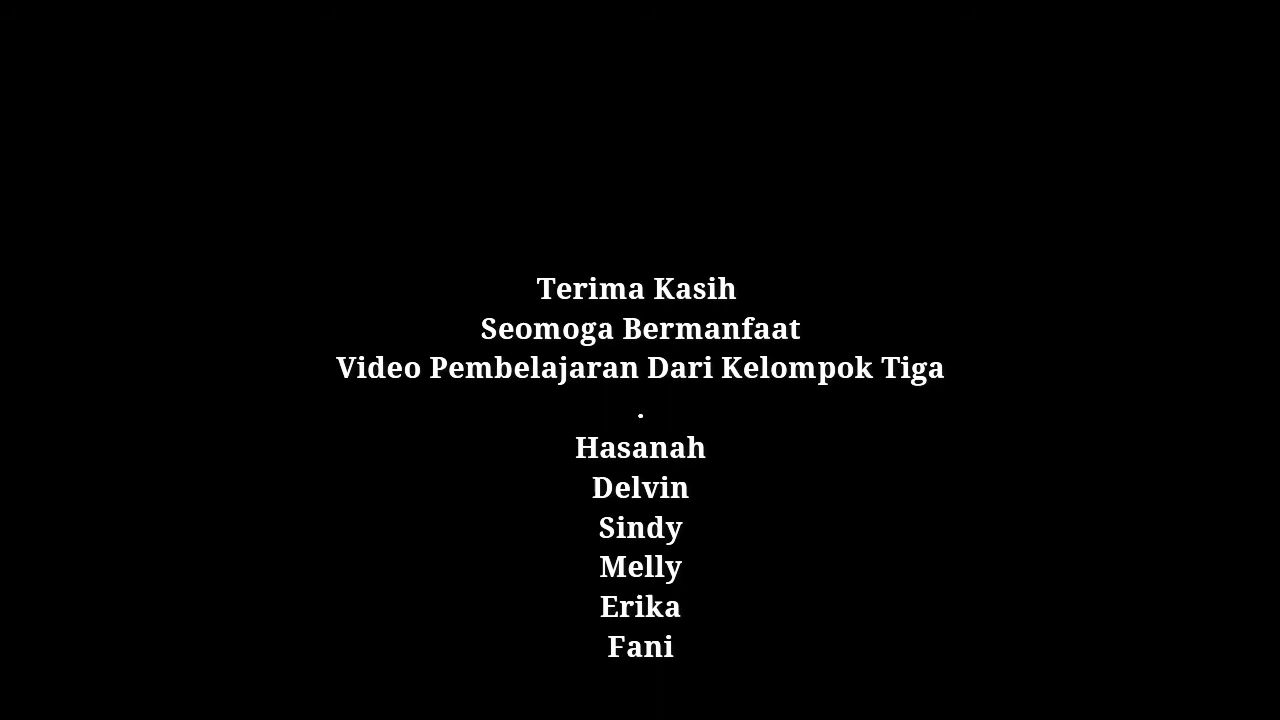 Terima Kasih
Seomoga Bermanfaat
Video Pembelajaran Dari Kelompok Tiga
.
Hasanah
Delvin
Sindy
Melly
Erika
Fani